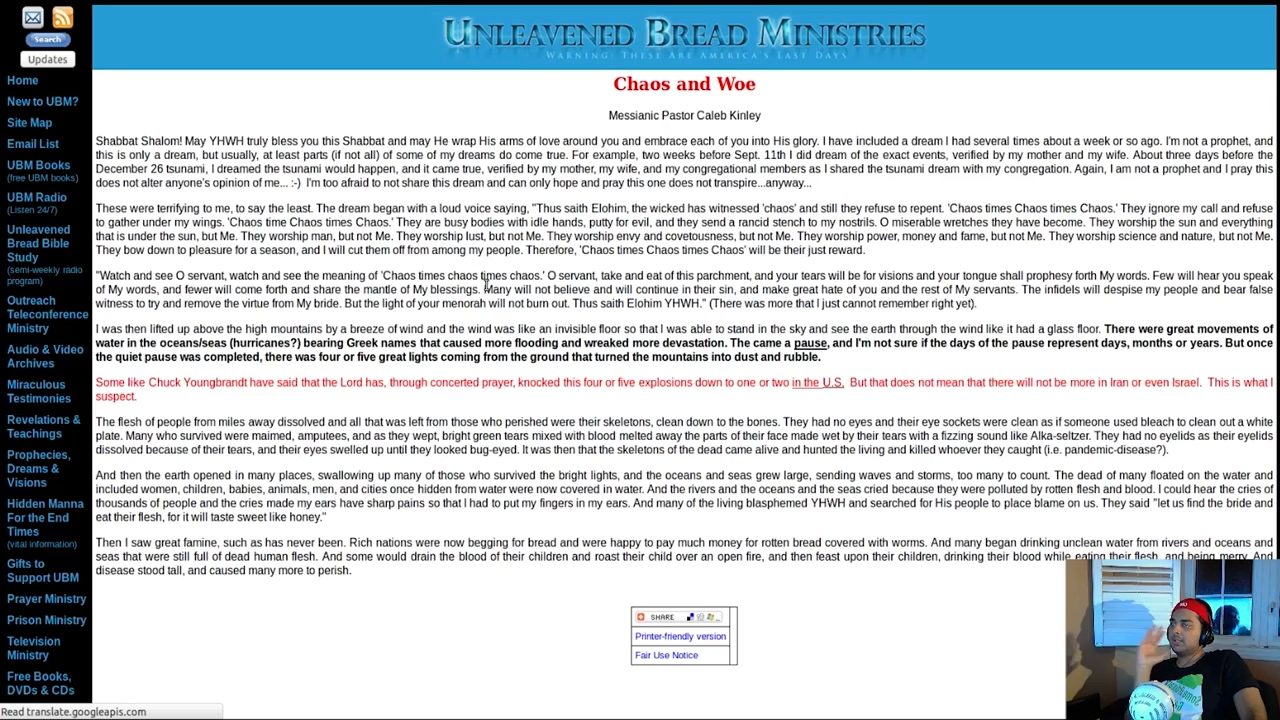 Search
Updates
Home
New to UBM?
Site Map
Email List
UBM Books
(free UBM books)
UBM Radio
(Listen 24/7)
Unleavened
Bread Bible
Study
(semi-weekly radio
program)
Outreach
Teleconference
Ministry
Audio & Video
Archives
Miraculous
Testimonies
Revelations &
Teachings
Prophecies,
Dreams &
Visions
Hidden Manna
For the End
Times
(vital information)
Gifts to
Support UBM
Prayer Ministry
Prison Ministry
Television
Ministry
Free Books,
DVDs & CDs
Read translate.googleapis.com
UNLEAVENED BREAD MINISTRIES
WARNING: THESE ARE AMERICA'S LAST DAYS
Chaos and Woe
Messianic Pastor Caleb Kinley
Shabbat Shalom! May YHWH truly bless you this Shabbat and may He wrap His arms of love around you and embrace each of you into His glory. I have included a dream I had several times about a week or so ago. I'm not a prophet, and
this is only a dream, but usually, at least parts (if not all) of some of my dreams do come true. For example, two weeks before Sept. 11th I did dream of the exact events, verified by my mother and my wife. About three days before the
December 26 tsunami, I dreamed the tsunami would happen, and it came true, verified by my mother, my wife, and my congregational members as I shared the tsunami dream with my congregation. Again, I am not a prophet and I pray this
does not alter anyone's opinion of me... :-) I'm too afraid to not share this dream and can only hope and pray this one does not transpire...anyway...
These were terrifying to me, to say the least. The dream began with a loud voice saying, "Thus saith Elohim, the wicked has witnessed 'chaos' and still they refuse to repent. 'Chaos times Chaos times Chaos.' They ignore my call and refuse
to gather under my wings. 'Chaos time Chaos times Chaos.' They are busy bodies with idle hands, putty for evil, and they send a rancid stench to my nostrils. O miserable wretches they have become. They worship the sun and everything
that is under the sun, but Me. They worship man, but not Me. They worship lust, but not Me. They worship envy and covetousness, but not Me. They worship power, money and fame, but not Me. They worship science and nature, but not Me.
They bow down to pleasure for a season, and I will cut them off from among my people. Therefore, 'Chaos times Chaos times Chaos' will be their just reward.
"Watch and see O servant, watch and see the meaning of 'Chaos times chaos times chaos.' O servant, take and eat of this parchment, and your tears will be for visions and your tongue shall prophesy forth My words. Few will hear you speak
of My words, and fewer will come forth and share the mantle of My blessings. Many will not believe and will continue in their sin, and make great hate of you and the rest of My servants. The infidels will despise my people and bear false
witness to try and remove the virtue from My bride. But the light of your menorah will not burn out. Thus saith Elohim YHWH." (There was more that I just cannot remember right yet).
I was then lifted up above the high mountains by a breeze of wind and the wind was like an invisible floor so that I was able to stand in the sky and see the earth through the wind like it had a glass floor. There were great movements of
water in the oceans/seas (hurricanes?) bearing Greek names that caused more flooding and wreaked more devastation. The came a pause, and I'm not sure if the days of the pause represent days, months or years. But once
the quiet pause was completed, there was four or five great lights coming from the ground that turned the mountains into dust and rubble.
Some like Chuck Youngbrandt have said that the Lord has, through concerted prayer, knocked this four or five explosions down to one or two in the U.S. But that does not mean that there will not be more in Iran or even Israel. This is what I
suspect.
The flesh of people from miles away dissolved and all that was left from those who perished were their skeletons, clean down to the bones. They had no eyes and their eye sockets were clean as if someone used bleach to clean out a white
plate. Many who survived were maimed, amputees, and as they wept, bright green tears mixed with blood melted away the parts of their face made wet by their tears with a fizzing sound like Alka-seltzer. They had no eyelids as their eyelids
dissolved because of their tears, and their eyes swelled up until they looked bug-eyed. It was then that the skeletons of the dead came alive and hunted the living and killed whoever they caught (i.e. pandemic-disease?).
And then the earth opened in many places, swallowing up many of those who survived the bright lights, and the oceans and seas grew large, sending waves and storms, too many to count. The dead of many floated on the water and
included women, children, babies, animals, men, and cities once hidden from water were now covered in water. And the rivers and the oceans and the seas cried because they were polluted by rotten flesh and blood. I could hear the cries of
thousands of people and the cries made my ears have sharp pains so that I had to put my fingers in my ears. And many of the living blasphemed YHWH and searched for His people to place blame on us. They said "let us find the bride and
eat their flesh, for it will taste sweet like honey."
Then I saw great famine, such as has never been. Rich nations were now begging for bread and were happy to pay much money for rotten bread covered with worms. And many began drinking unclean water from rivers and oceans and
seas that were still full of dead human flesh. And some would drain the blood of their children and roast their child over an open fire, and then feast upon their children, drinking their blood while eating their flesh, and being merry. And
disease stood tall, and caused many more to perish.
SHARE
Printer-friendly version
Fair Use Notice